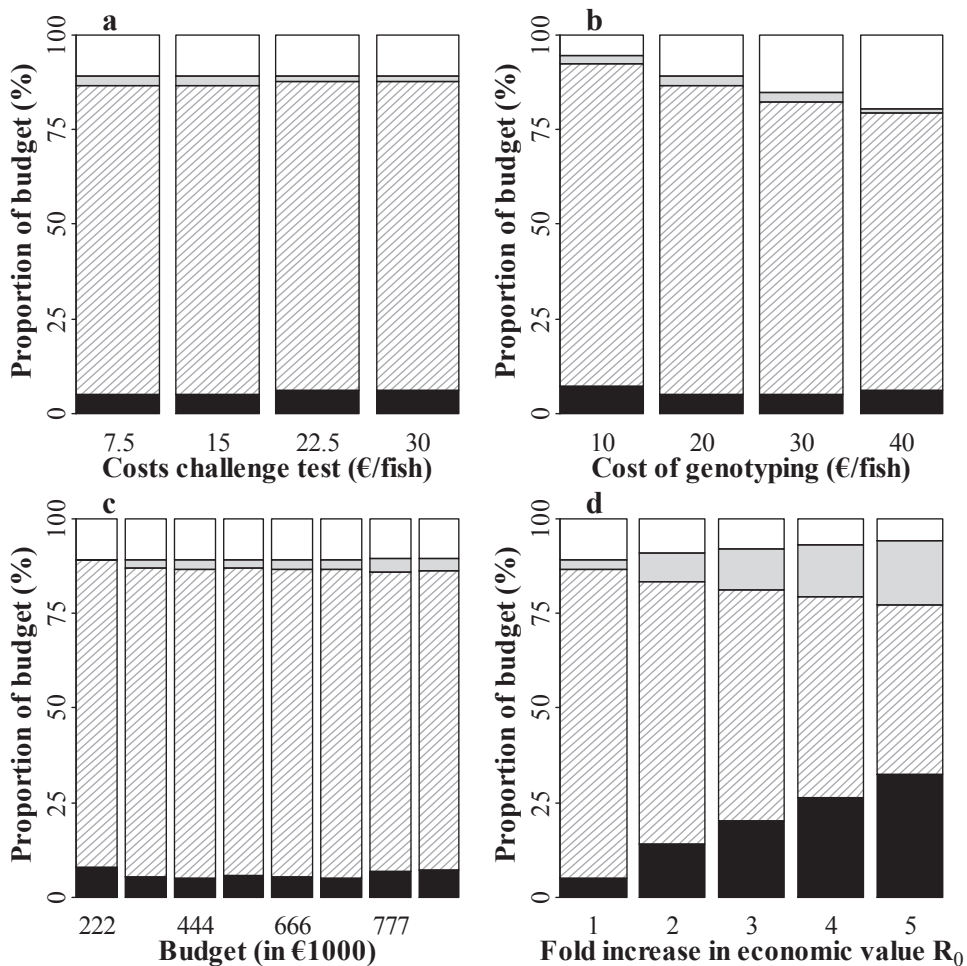 a
Proportion of budget (%)
0 25 50 75 100
7.5 15 22.5 30
Costs challenge test (€/fish)
b
Proportion of budget (%)
0 25 50 75 100
10 20 30 40
Cost of genotyping (€/fish)
c
Proportion of budget (%)
0 25 50 75 100
222 444 666 777
Budget (in €1000)
d
Proportion of budget (%)
0 25 50 75 100
1 2 3 4 5
Fold increase in economic value R₀